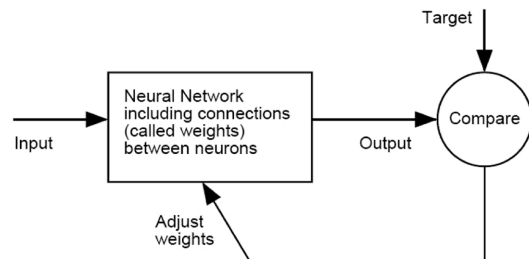 Target
Neural Network
including connections
(called weights)
between neurons
Compare
Input
Output
Adjust
weights